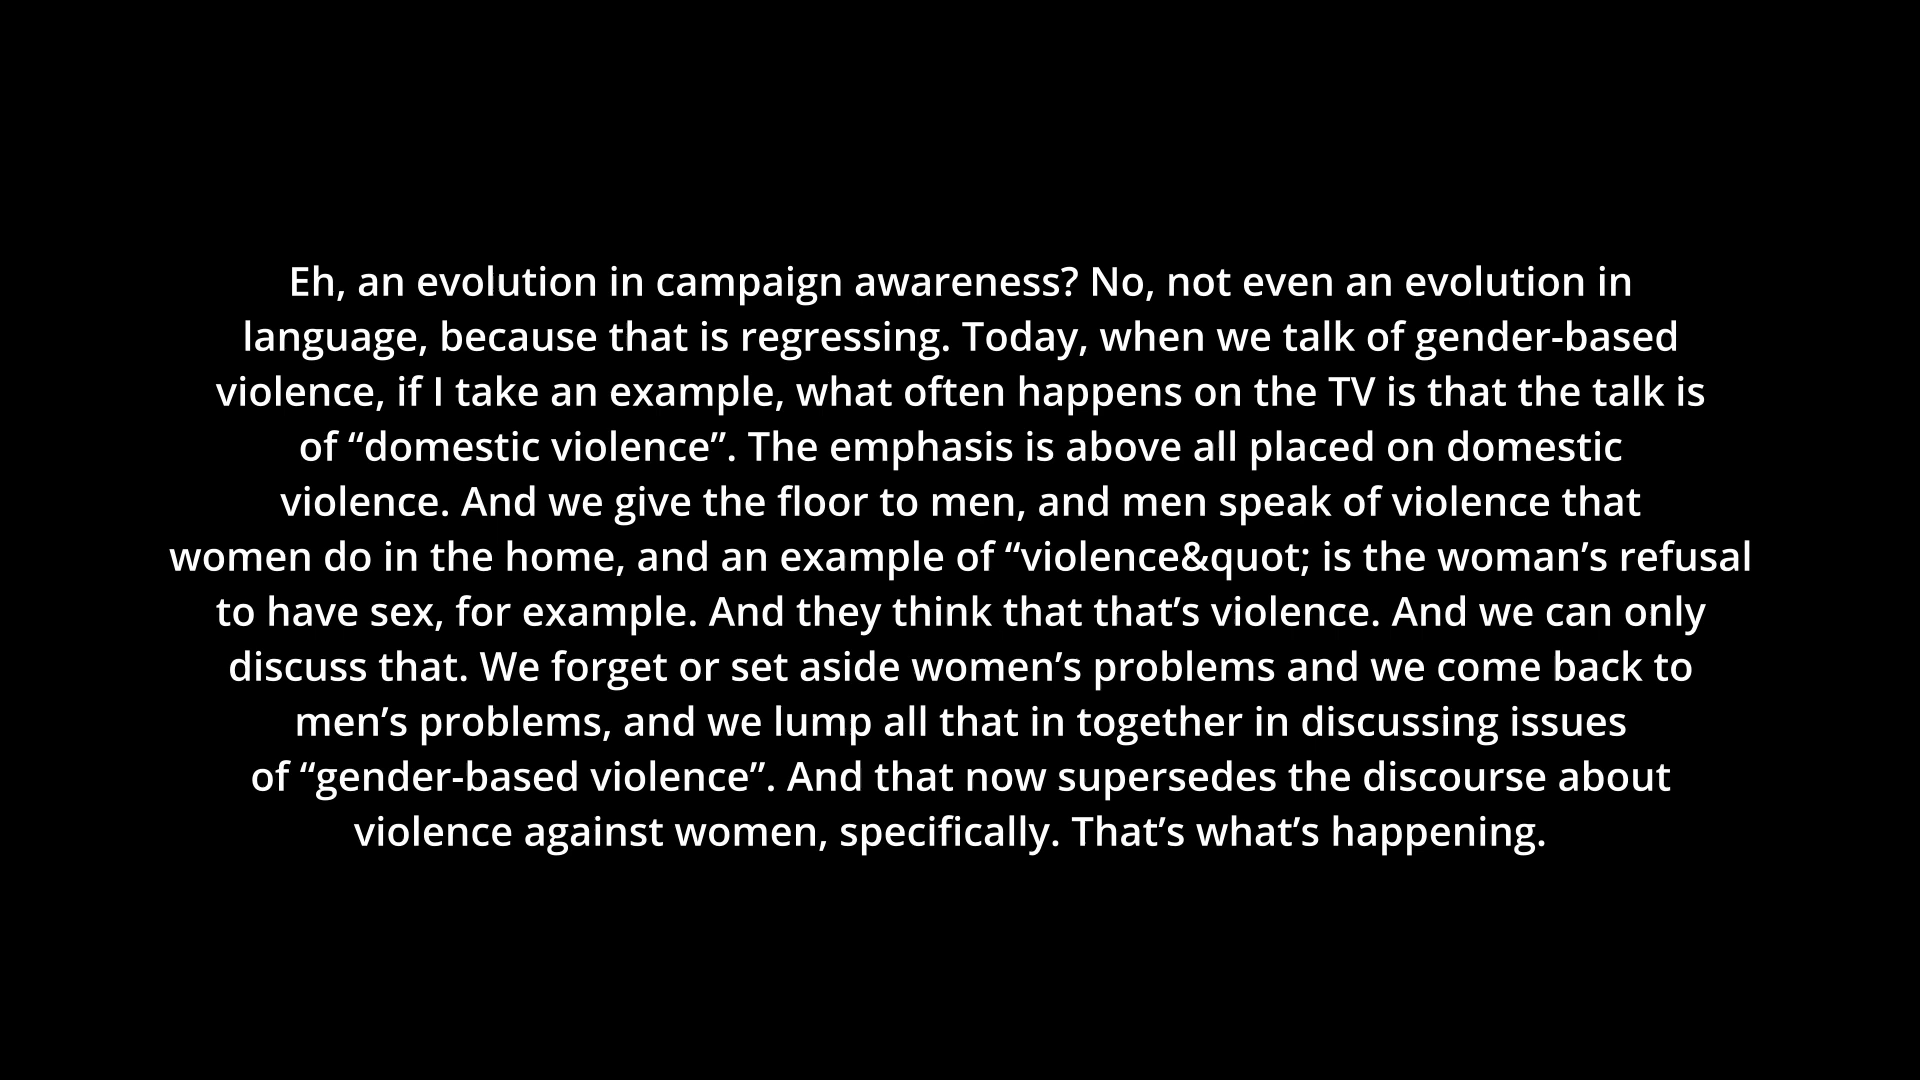 Eh, an evolution in campaign awareness? No, not even an evolution in
language, because that is regressing. Today, when we talk of gender-based
violence, if I take an example, what often happens on the TV is that the talk is
of “domestic violence”. The emphasis is above all placed on domestic
violence. And we give the floor to men, and men speak of violence that
women do in the home, and an example of “violence&quot; is the woman’s refusal
to have sex, for example. And they think that that’s violence. And we can only
discuss that. We forget or set aside women’s problems and we come back to
men’s problems, and we lump all that in together in discussing issues
of “gender-based violence”. And that now supersedes the discourse about
violence against women, specifically. That’s what’s happening.